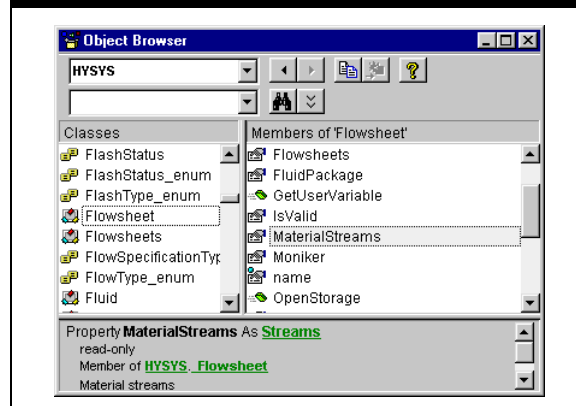 Object Browser
HYSYS
Classes
Members of 'Flowsheet'
FlashStatus
FlashStatus_enum
FlashType_enum
Flowsheet
Flowsheets
FlowSpecificationTyp
FlowType_enum
Fluid
Flowsheets
FluidPackage
GetUserVariable
IsValid
MaterialStreams
Moniker
name
OpenStorage
Property MaterialStreams As Streams
read-only
Member of HYSYS._Flowsheet
Material streams